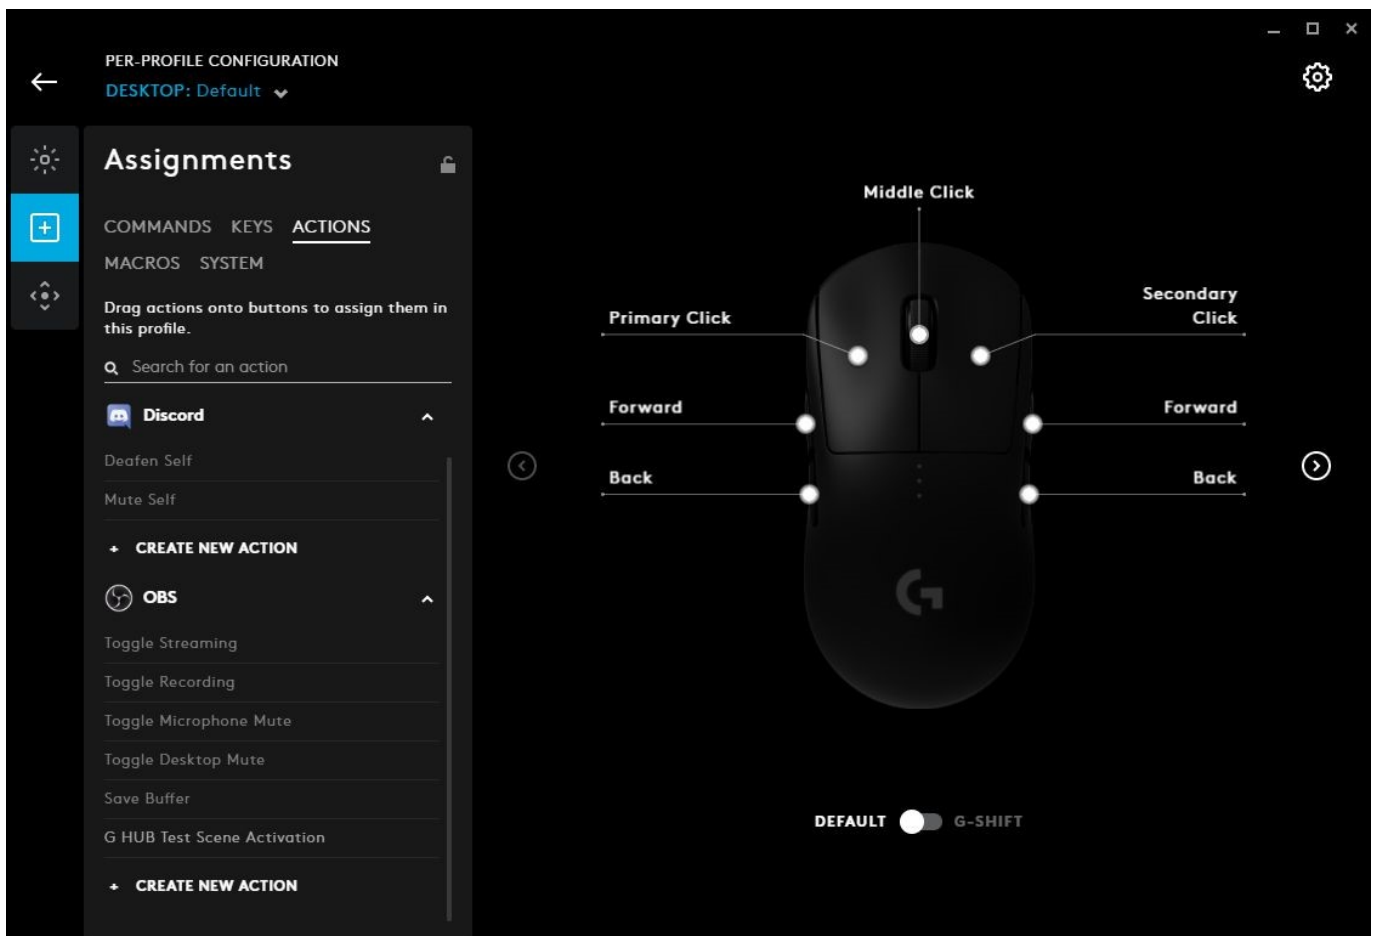 PER-PROFILE CONFIGURATION
DESKTOP: Default
Assignments
COMMANDS KEYS ACTIONS
MACROS SYSTEM
Drag actions onto buttons to assign them in
this profile.
Search for an action
Discord
Deafen Self
Mute Self
+ CREATE NEW ACTION
OBS
Toggle Streaming
Toggle Recording
Toggle Microphone Mute
Toggle Desktop Mute
Save Buffer
G HUB Test Scene Activation
+ CREATE NEW ACTION
Middle Click
Primary Click
Secondary
Click
Forward
Forward
Back
Back
G
DEFAULT G-SHIFT